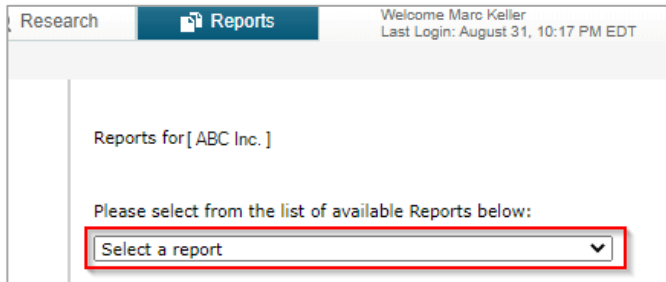 Research
Reports
Welcome Marc Keller
Last Login: August 31, 10:17 PM EDT
Reports for [ ABC Inc. ]
Please select from the list of available Reports below:
Select a report